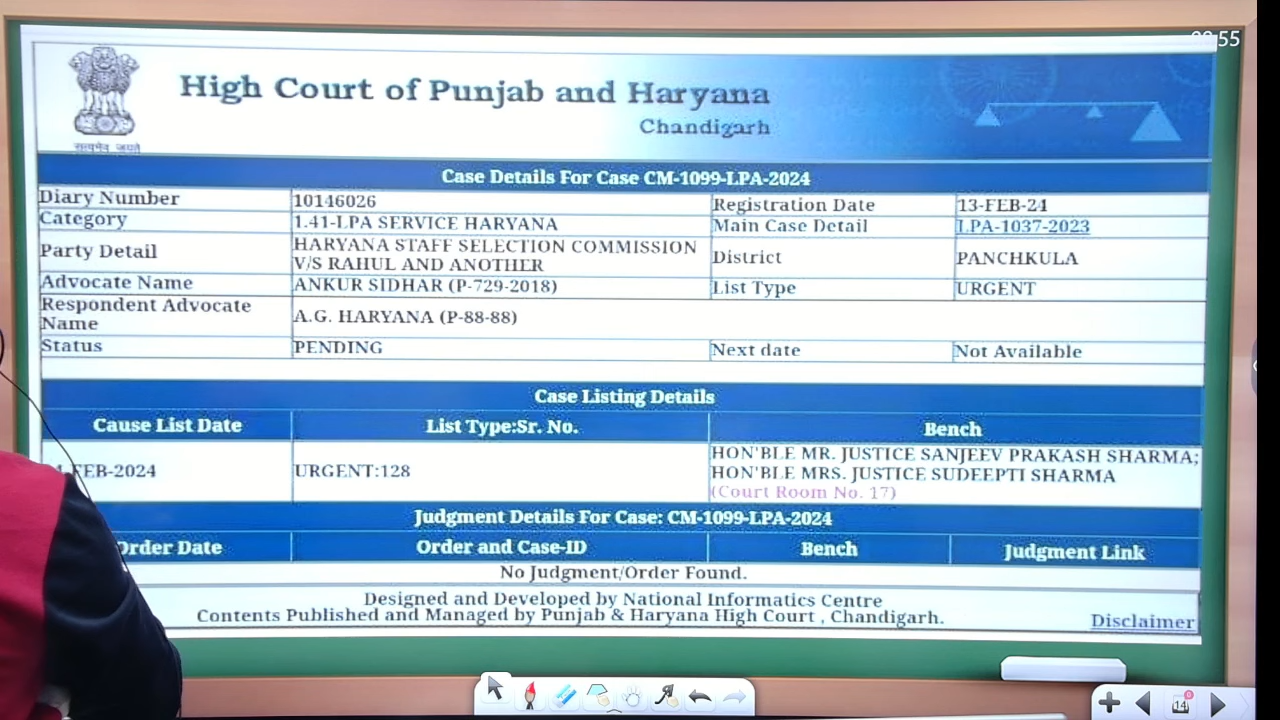 High Court of Punjab and Haryana
Chandigarh
सत्यमेव जयते
Case Details For Case CM-1099-LPA-2024
Diary Number 10146026 Registration Date 13-FEB-24
Category 1.41-LPA SERVICE HARYANA Main Case Detail LPA-1037-2023
Party Detail HARYANA STAFF SELECTION COMMISSION
V/S RAHUL AND ANOTHER District PANCHKULA
Advocate Name ANKUR SIDHAR (P-729-2018) List Type URGENT
Respondent Advocate
Name A.G. HARYANA (P-88-88)
Status PENDING Next date Not Available
Case Listing Details
Cause List Date List Type:Sr. No. Bench
FEB-2024 URGENT:128 HON'BLE MR. JUSTICE SANJEEV PRAKASH SHARMA;
HON'BLE MRS. JUSTICE SUDEEPTI SHARMA
(Court Room No. 17)
Judgment Details For Case: CM-1099-LPA-2024
Order Date Order and Case-ID Bench Judgment Link
No Judgment/Order Found.
Designed and Developed by National Informatics Centre
Contents Published and Managed by Punjab & Haryana High Court , Chandigarh.
Disclaimer
14